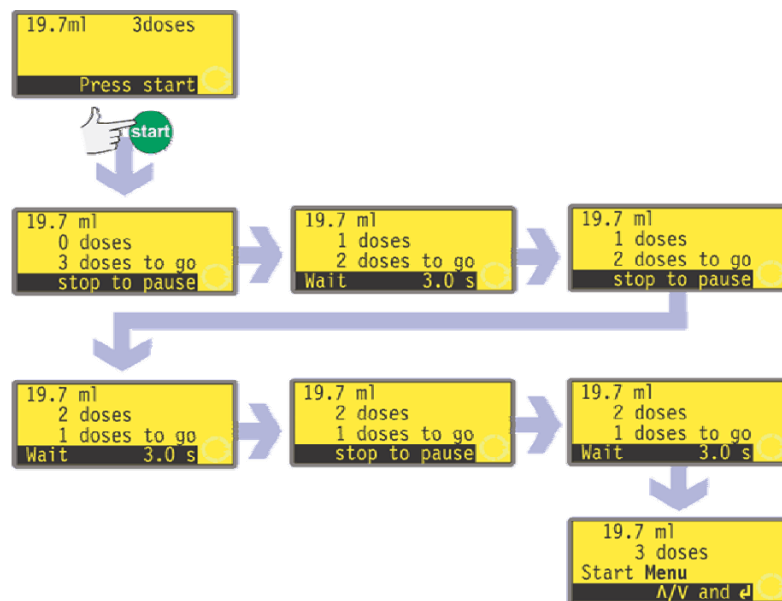 19.7ml 3doses
Press start
start
19.7 ml
0 doses
3 doses to go
stop to pause
19.7 ml
1 doses
2 doses to go
Wait 3.0 s
19.7 ml
1 doses
2 doses to go
stop to pause
19.7 ml
2 doses
1 doses to go
Wait 3.0 s
19.7 ml
2 doses
1 doses to go
stop to pause
19.7 ml
2 doses
1 doses to go
Wait 3.0 s
19.7 ml
3 doses
Start Menu
Λ/V and ↲